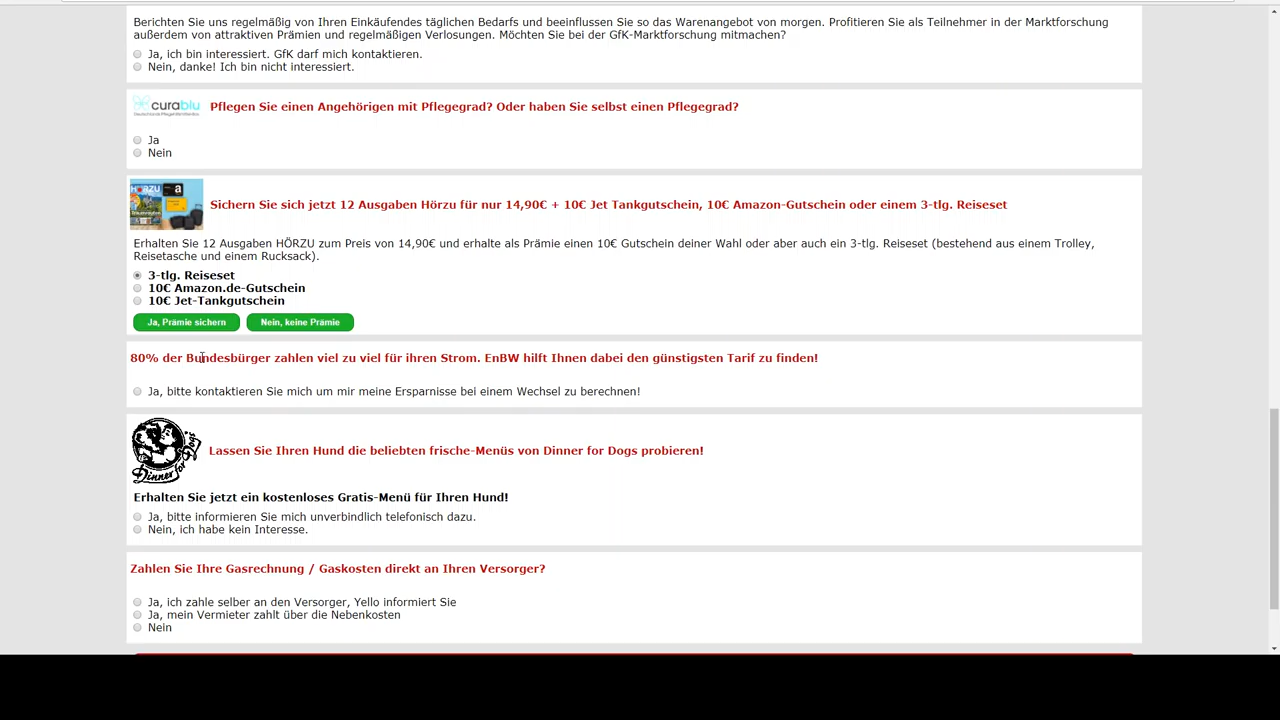 Berichten Sie uns regelmäßig von Ihren Einkäufendes täglichen Bedarfs und beeinflussen Sie so das Warenangebot von morgen. Profitieren Sie als Teilnehmer in der Marktforschung
außerdem von attraktiven Prämien und regelmäßigen Verlosungen. Möchten Sie bei der GfK-Marktforschung mitmachen?
Ja, ich bin interessiert. GfK darf mich kontaktieren.
Nein, danke! Ich bin nicht interessiert.
curablu
Pflegen Sie einen Angehörigen mit Pflegegrad? Oder haben Sie selbst einen Pflegegrad?
Ja
Nein
HÖRZU
Sichern Sie sich jetzt 12 Ausgaben Hörzu für nur 14,90€ + 10€ Jet Tankgutschein, 10€ Amazon-Gutschein oder einem 3-tlg. Reiseset
Erhalten Sie 12 Ausgaben HÖRZU zum Preis von 14,90€ und erhalte als Prämie einen 10€ Gutschein deiner Wahl oder aber auch ein 3-tlg. Reiseset (bestehend aus einem Trolley,
Reisetasche und einem Rucksack).
3-tlg. Reiseset
10€ Amazon.de-Gutschein
10€ Jet-Tankgutschein
Ja, Prämie sichern Nein, keine Prämie
80% der Bundesbürger zahlen viel zu viel für ihren Strom. EnBW hilft Ihnen dabei den günstigsten Tarif zu finden!
Ja, bitte kontaktieren Sie mich um mir meine Ersparnisse bei einem Wechsel zu berechnen!
Dinner for Dogs
Lassen Sie Ihren Hund die beliebten frische-Menüs von Dinner for Dogs probieren!
Erhalten Sie jetzt ein kostenloses Gratis-Menü für Ihren Hund!
Ja, bitte informieren Sie mich unverbindlich telefonisch dazu.
Nein, ich habe kein Interesse.
Zahlen Sie Ihre Gasrechnung / Gaskosten direkt an Ihren Versorger?
Ja, ich zahle selber an den Versorger, Yello informiert Sie
Ja, mein Vermieter zahlt über die Nebenkosten
Nein